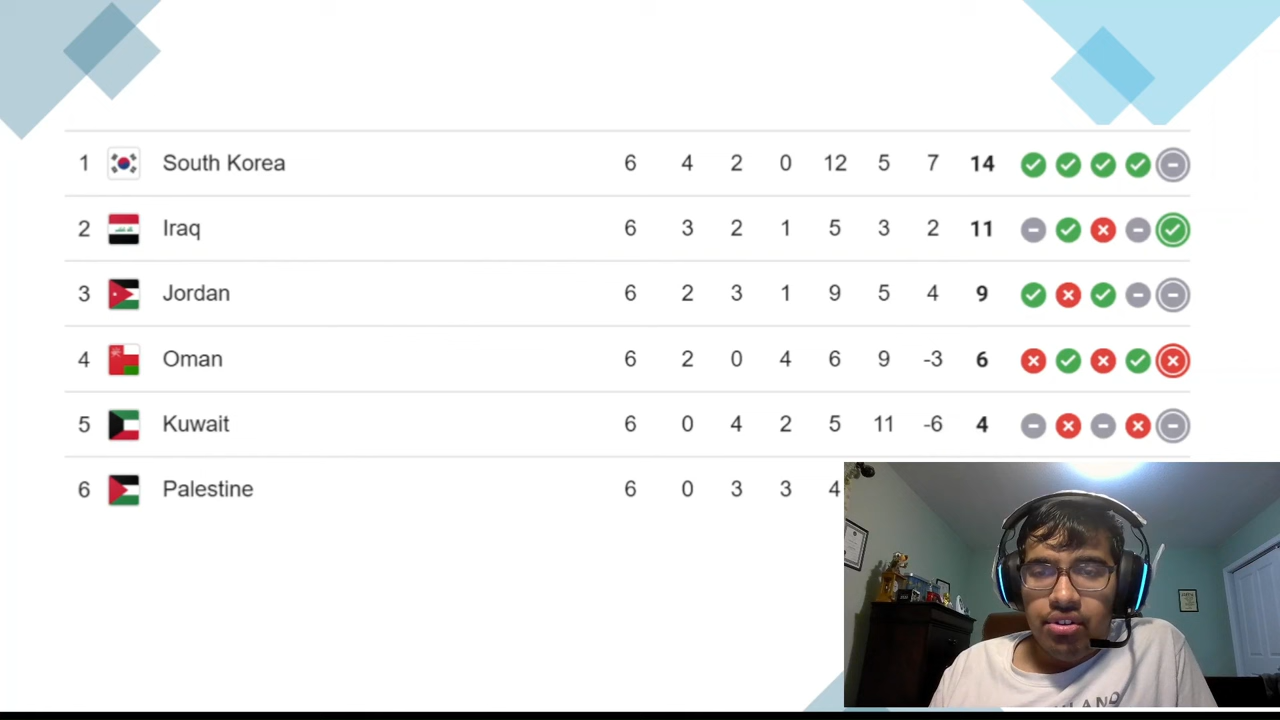 1 South Korea 6 4 2 0 12 5 7 14
2 Iraq 6 3 2 1 5 3 2 11
3 Jordan 6 2 3 1 9 5 4 9
4 Oman 6 2 0 4 6 9 -3 6
5 Kuwait 6 0 4 2 5 11 -6 4
6 Palestine 6 0 3 3 4